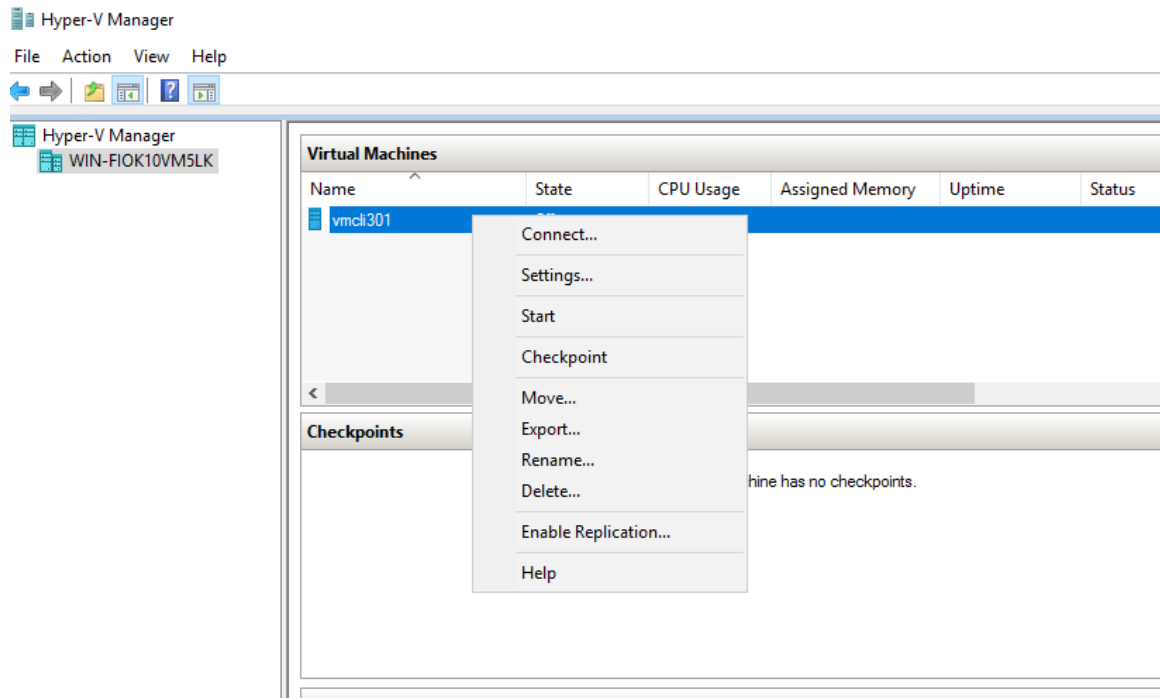 Hyper-V Manager
File Action View Help
Hyper-V Manager
WIN-FIOK10VM5LK
Virtual Machines
Name State CPU Usage Assigned Memory Uptime Status
vmcli301
Connect...
Settings...
Start
Checkpoint
Move...
Export...
Rename...
Delete...
Enable Replication...
Help
Checkpoints
hine has no checkpoints.